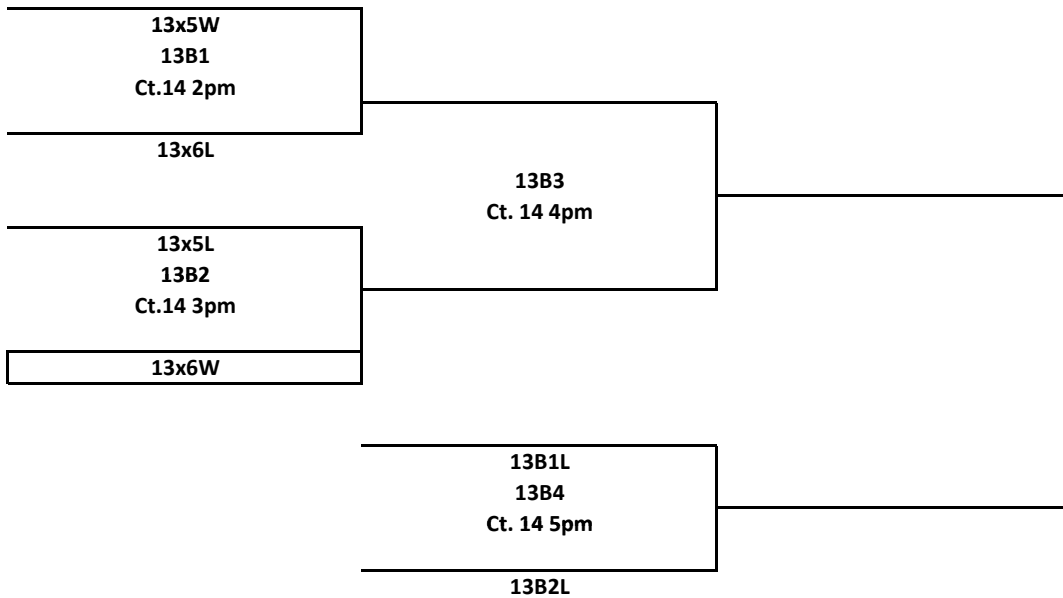 13x5W
13B1
Ct.14 2pm
13x6L
13B3
Ct. 14 4pm
13x5L
13B2
Ct.14 3pm
13x6W
13B1L
13B4
Ct. 14 5pm
13B2L